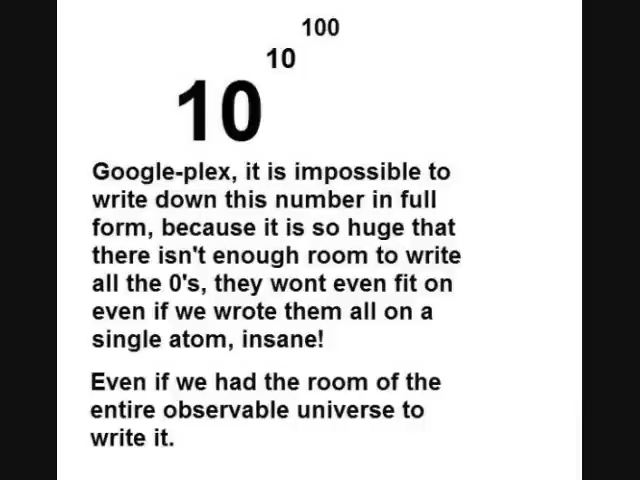 100
10
10
Google-plex, it is impossible to
write down this number in full
form, because it is so huge that
there isn't enough room to write
all the 0's, they wont even fit on
even if we wrote them all on a
single atom, insane!
Even if we had the room of the
entire observable universe to
write it.